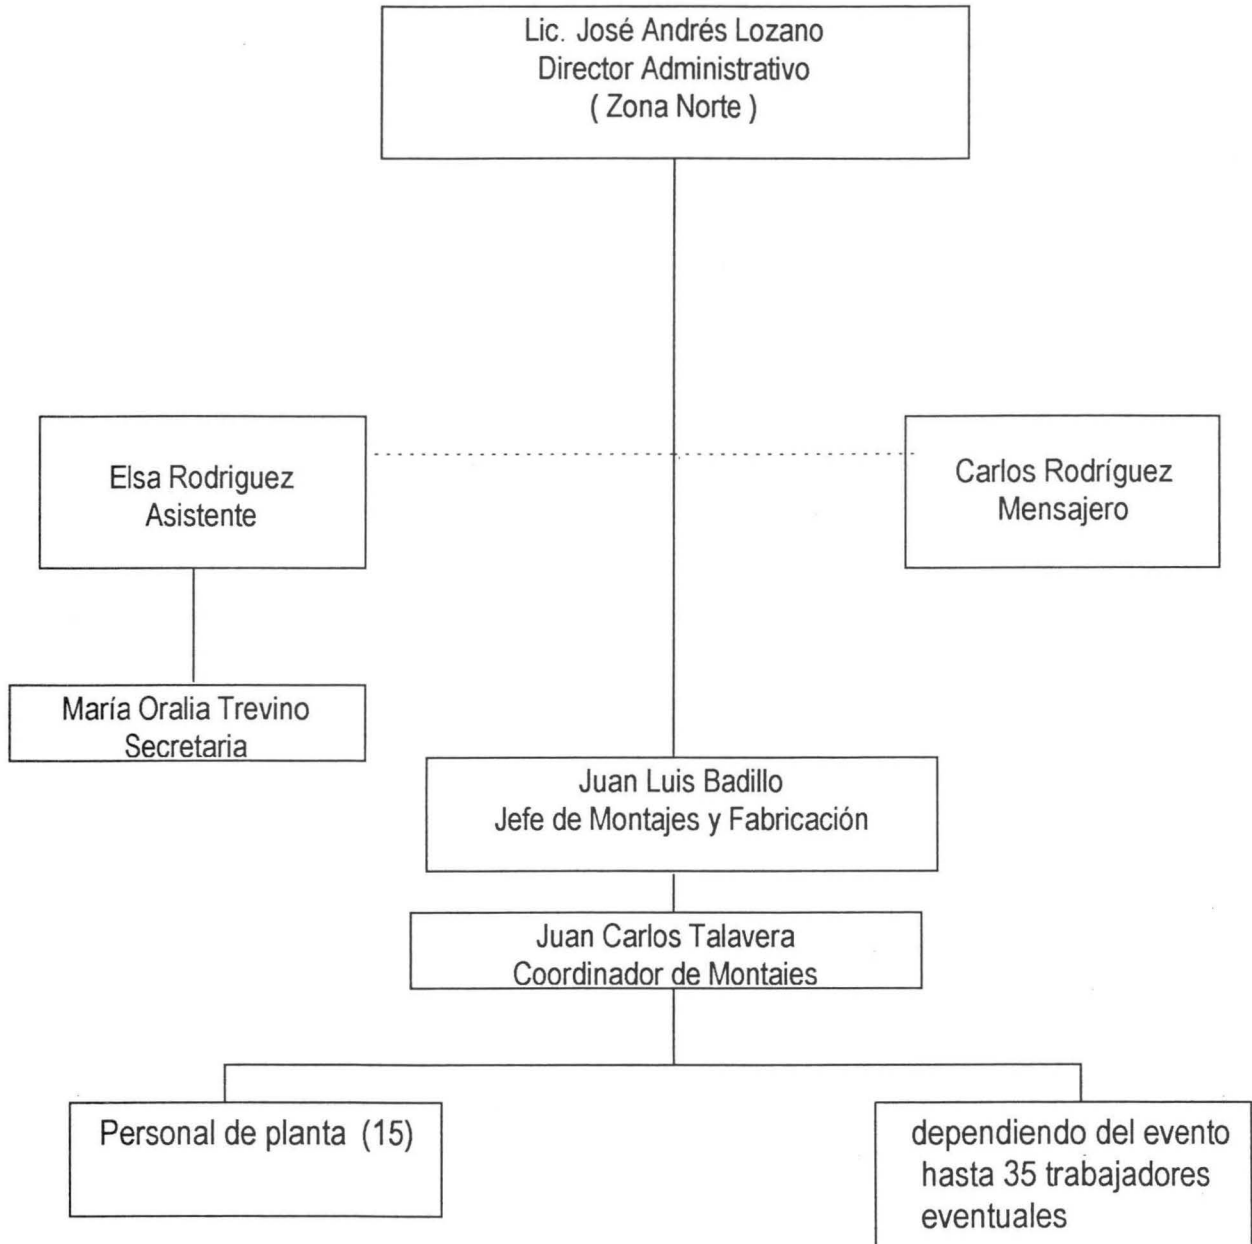 Lic. José Andrés Lozano
Director Administrativo
( Zona Norte )
Elsa Rodriguez
Asistente
Carlos Rodríguez
Mensajero
María Oralia Trevino
Secretaria
Juan Luis Badillo
Jefe de Montajes y Fabricación
Juan Carlos Talavera
Coordinador de Montajes
Personal de planta (15)
dependiendo del evento
hasta 35 trabajadores
eventuales